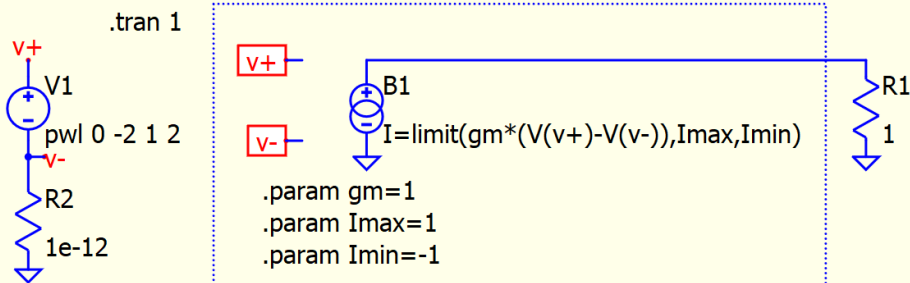 .tran 1
v+
V1
pwl 0 -2 1 2
v-
R2
1e-12
v+
v-
B1
I=limit(gm*(V(v+)-V(v-)),Imax,Imin)
.param gm=1
.param Imax=1
.param Imin=-1
R1
1